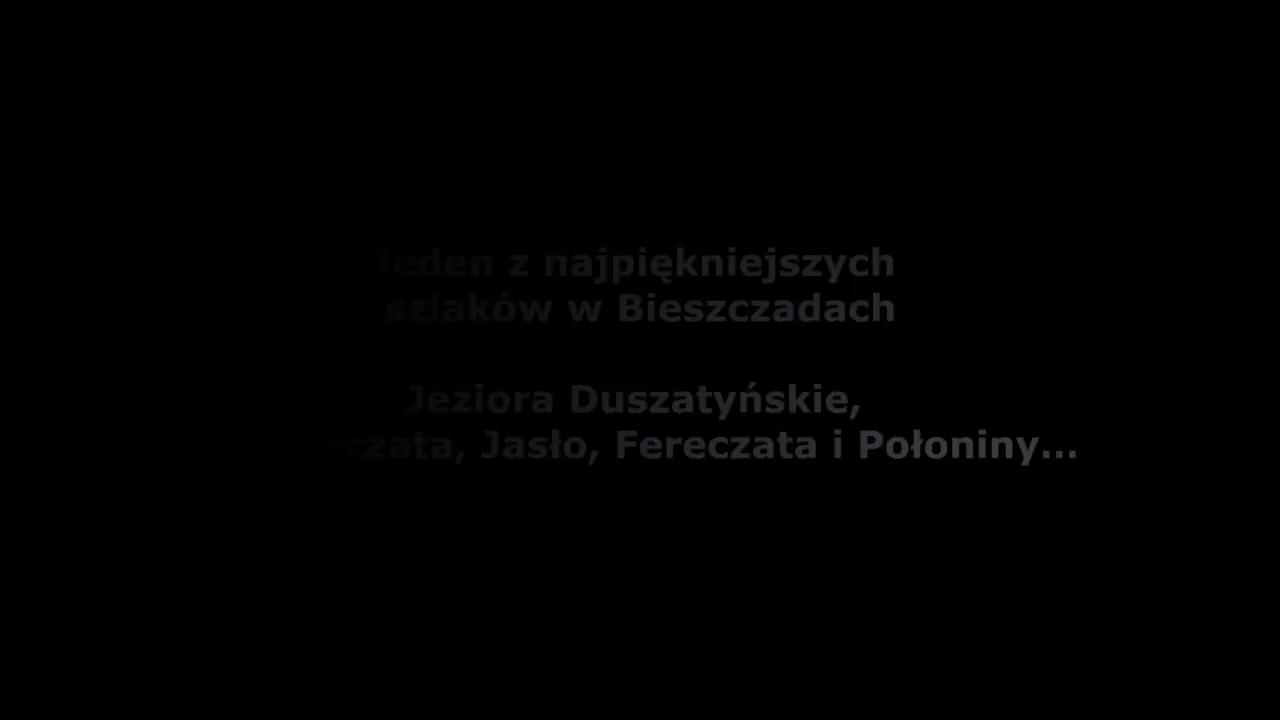 Jeden z najpiękniejszych
szlaków w Bieszczadach
Jeziora Duszatyńskie,
Jasło, Fereczata i Połoniny...